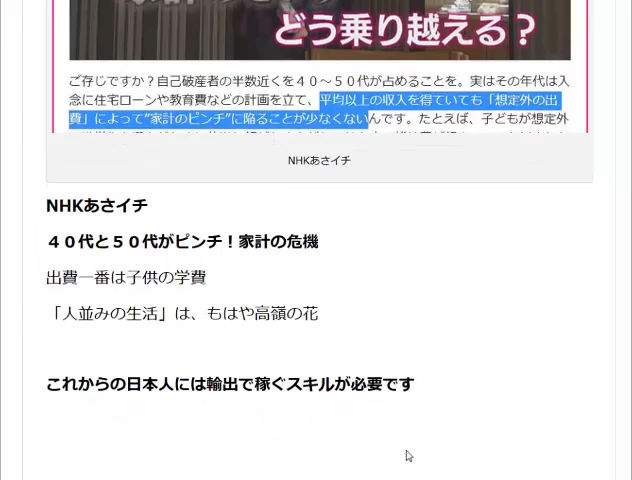 どう乗り越える？
ご存じですか？自己破産者の半数近くを４０～５０代が占めることを。実はその年代は入
念に住宅ローンや教育費などの計画を立て、平均以上の収入を得ていても「想定外の出
費」によって”家計のピンチ”に陥ることが少なくないんです。たとえば、子どもが想定外
NHKあさイチ
NHKあさイチ
４０代と５０代がピンチ！家計の危機
出費一番は子供の学費
「人並みの生活」は、もはや高嶺の花
これからの日本人には輸出で稼ぐスキルが必要です